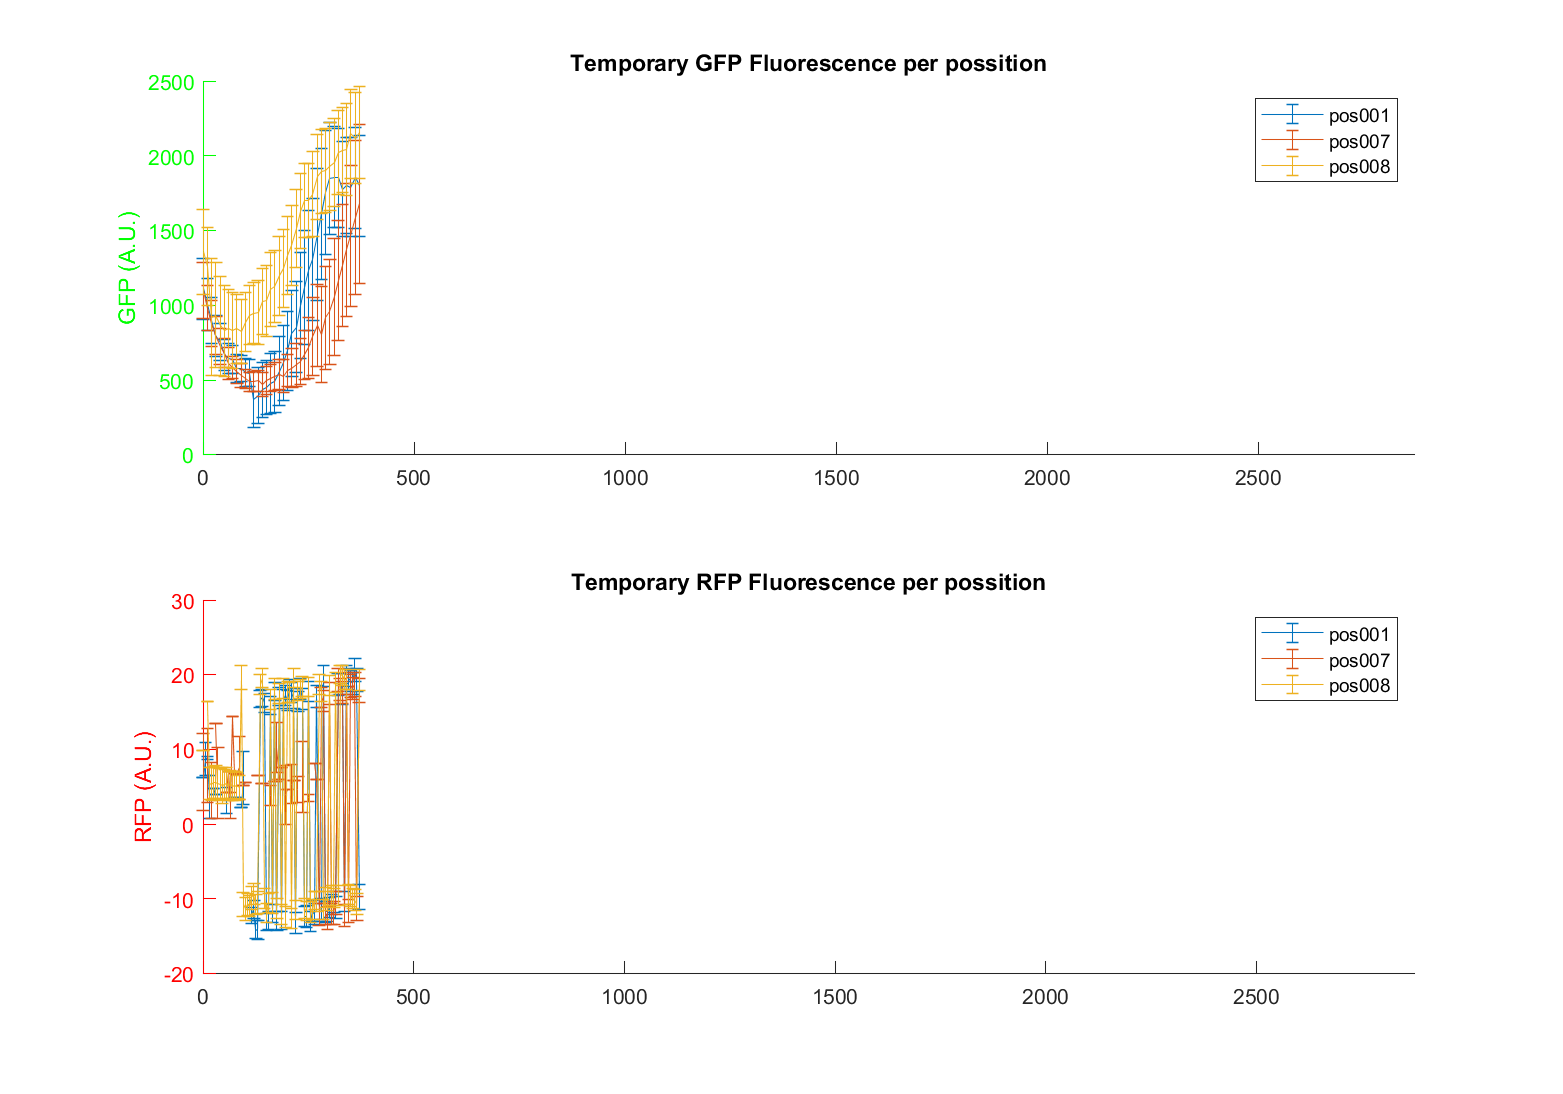 Temporary GFP Fluorescence per possition
2500
2000
1500
1000
500
0
GFP (A.U.)
pos001
pos007
pos008
0 500 1000 1500 2000 2500
Temporary RFP Fluorescence per possition
30
20
10
0
-10
-20
RFP (A.U.)
pos001
pos007
pos008
0 500 1000 1500 2000 2500